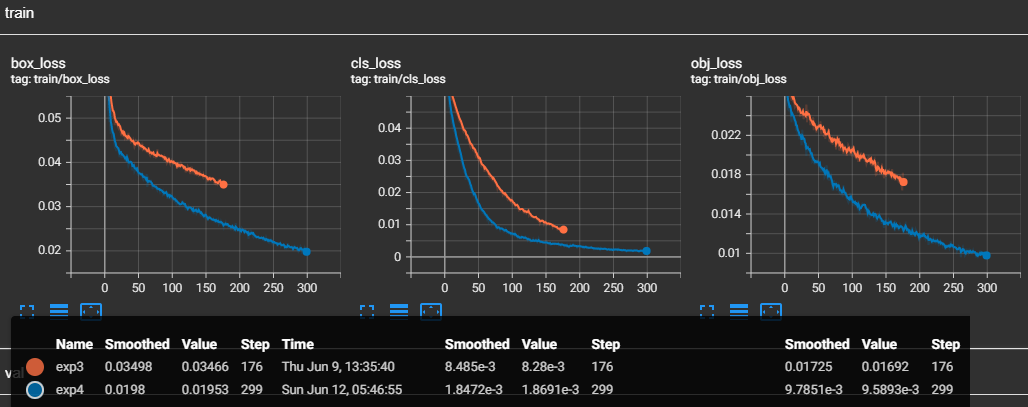 train
box_loss
tag: train/box_loss
0.05
0.04
0.03
0.02
0 50 100 150 200 250 300
cls_loss
tag: train/cls_loss
0.04
0.03
0.02
0.01
0
0 50 100 150 200 250 300
obj_loss
tag: train/obj_loss
0.022
0.018
0.014
0.01
0 50 100 150 200 250 300
Name Smoothed Value Step Time Smoothed Value Step Smoothed Value Step
exp3 0.03498 0.03466 176 Thu Jun 9, 13:35:40 8.485e-3 8.28e-3 176 0.01725 0.01692 176
val
exp4 0.0198 0.01953 299 Sun Jun 12, 05:46:55 1.8472e-3 1.8691e-3 299 9.7851e-3 9.5893e-3 299